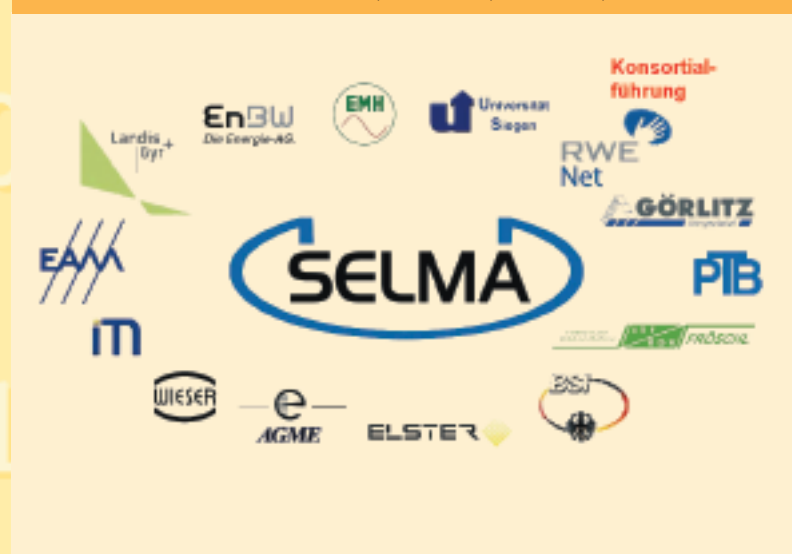 Konsortial-
führung
EnBW
Die Energie-AG.
EMH
Universität
Siegen
Landis
Gyr+
RWE
Net
GÖRLITZ
EAM
SELMA
PTB
im
FRÖSCHL
WIESER
e
AGME
ELSTER
BSI